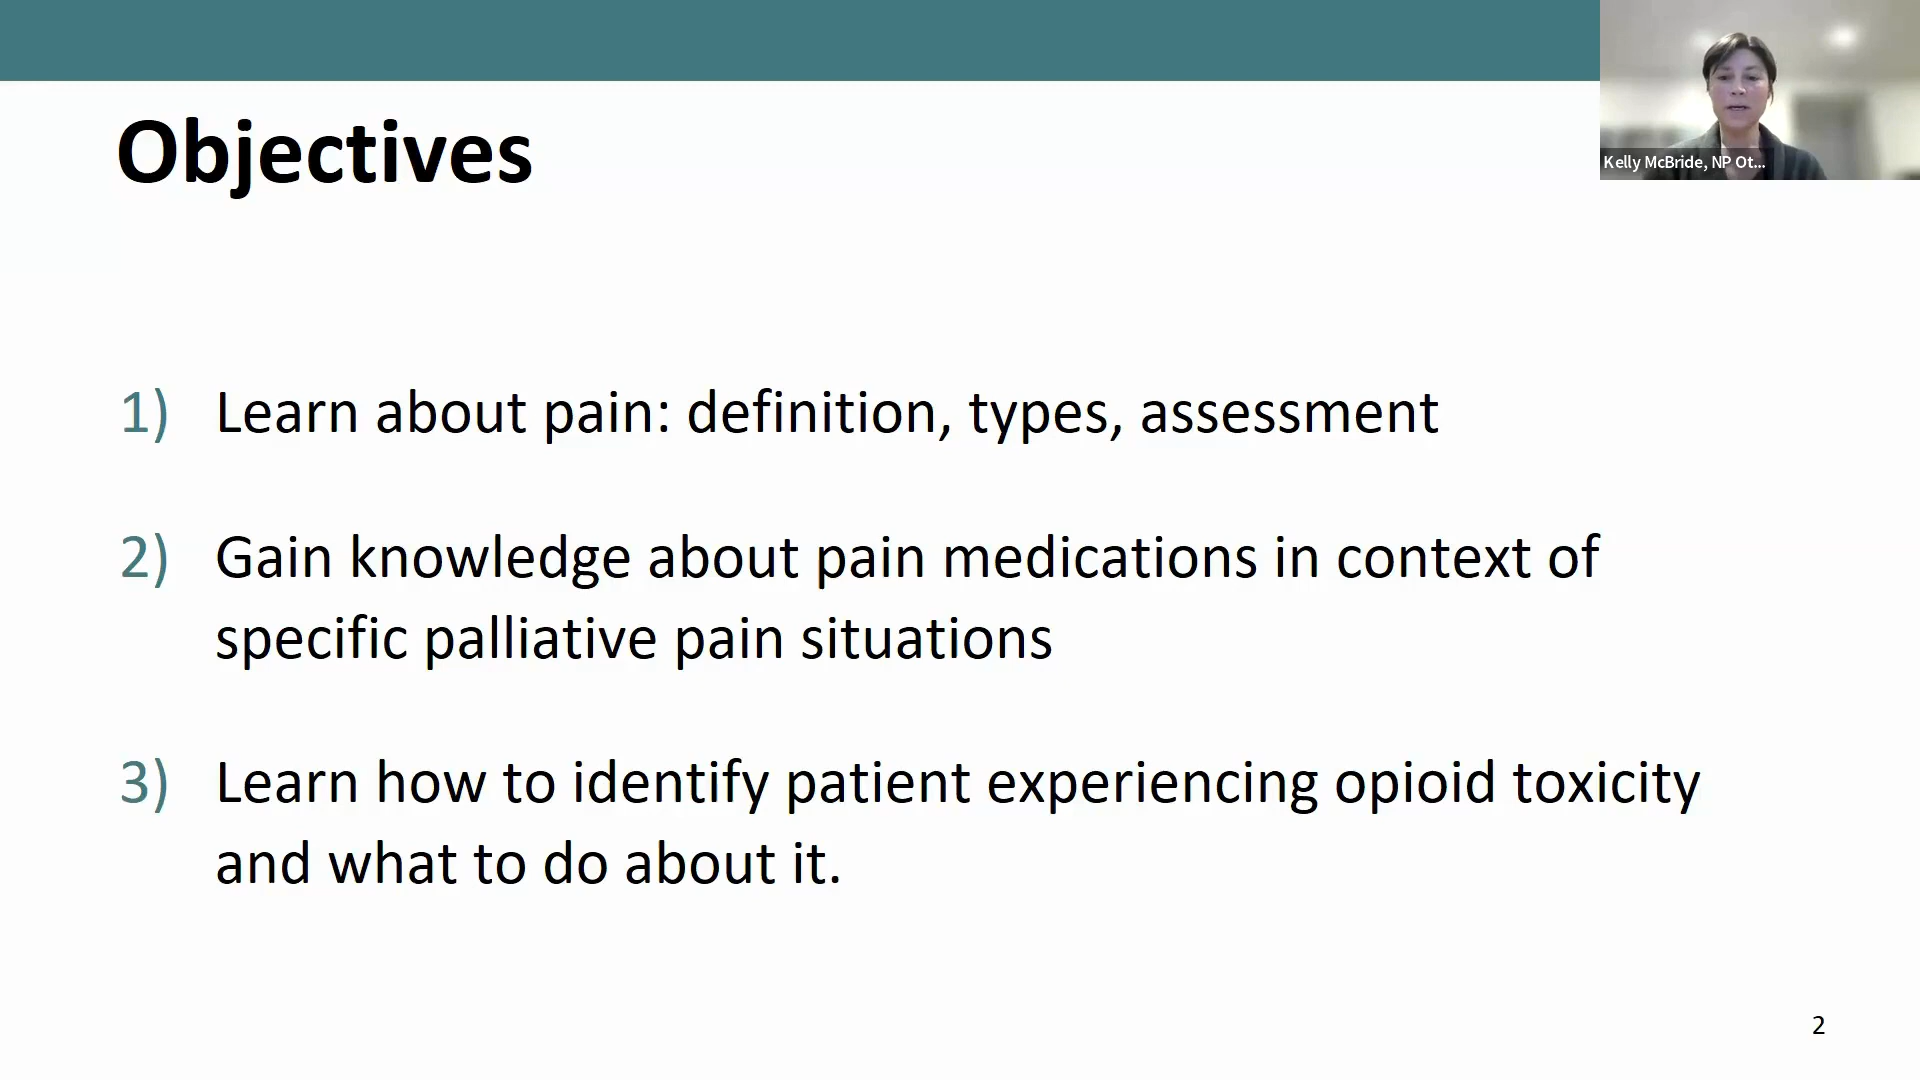 Kelly McBride, NP Ot...
Objectives
1) Learn about pain: definition, types, assessment
2) Gain knowledge about pain medications in context of
specific palliative pain situations
3) Learn how to identify patient experiencing opioid toxicity
and what to do about it.
2